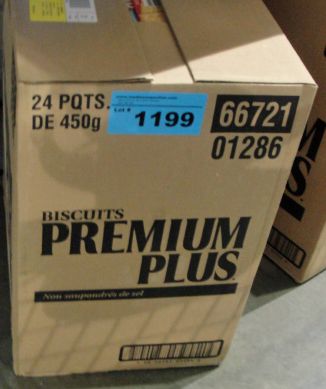 24 PQTS.
DE 450g
Lot #
1199
66721
01286
BISCUITS
PREMIUM
PLUS
Non saupoudrés de sel
M
S.